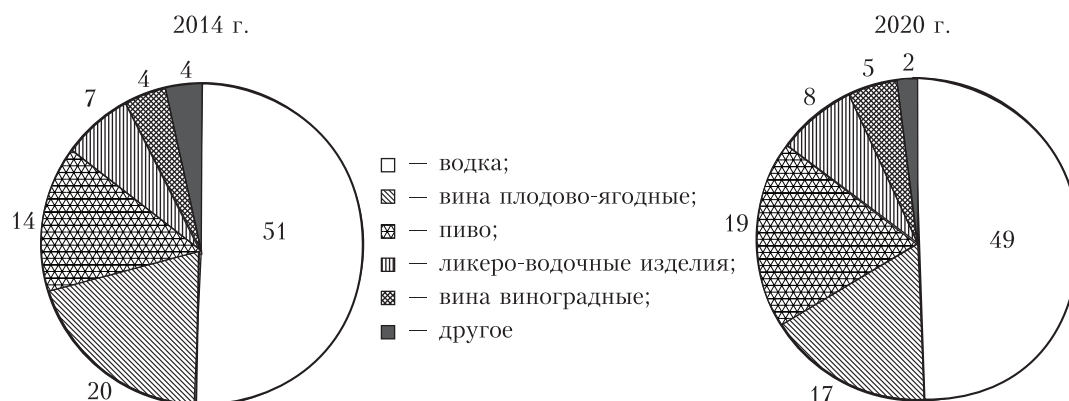 2014 г.
2020 г.
4
4
7
14
20
51
— водка;
— вина плодово-ягодные;
— пиво;
— ликеро-водочные изделия;
— вина виноградные;
— другое
2
5
8
19
17
49